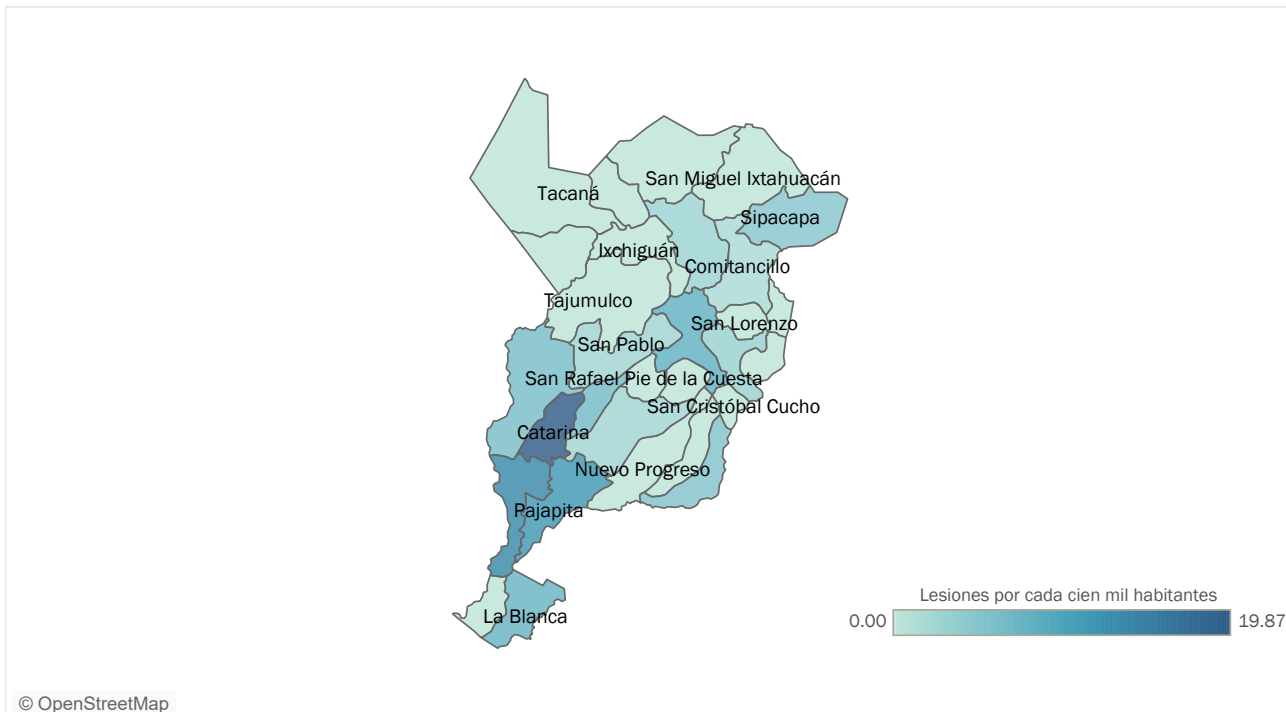 San Miguel Ixtahuacán
Tacaná
Sipacapa
Ixchiguán
Comitancillo
Tajumulco
San Lorenzo
San Pablo
San Rafael Pie de la Cuesta
San Cristóbal Cucho
Catarina
Nuevo Progreso
Pajapita
La Blanca
Lesiones por cada cien mil habitantes
0.00
19.87
© OpenStreetMap